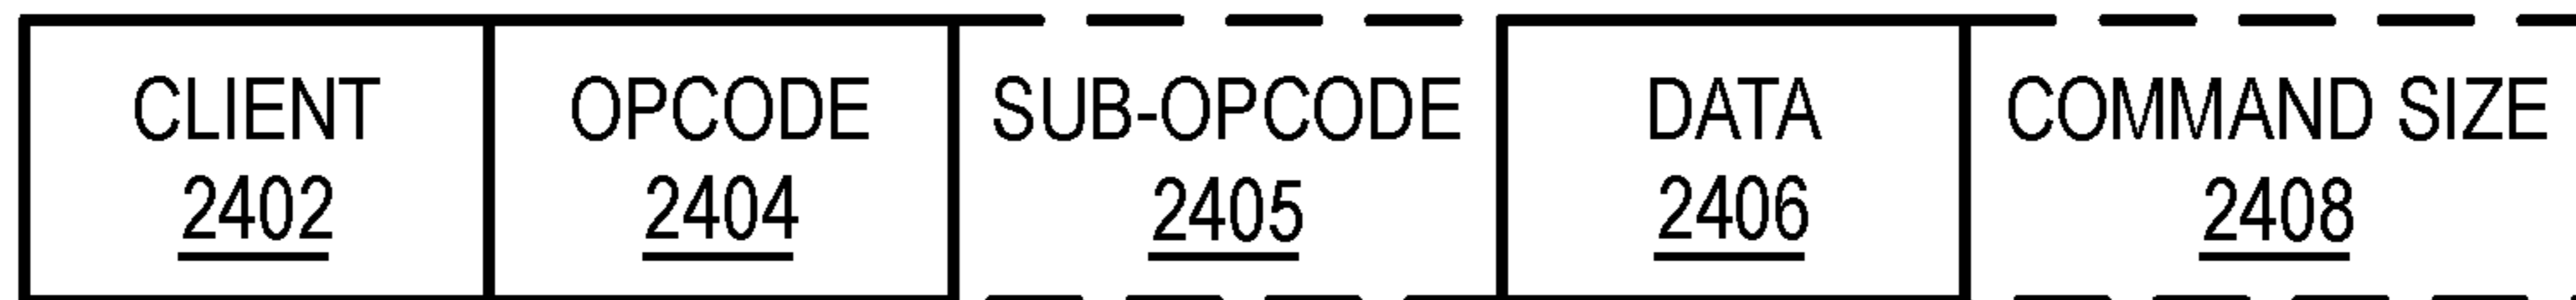 CLIENT
2402
OPCODE
2404
SUB-OPCODE
2405
DATA
2406
COMMAND SIZE
2408